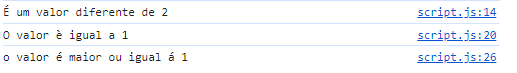 É um valor diferente de 2 script.js:14
O valor è igual a 1 script.js:20
o valor é maior ou igual á 1 script.js:26